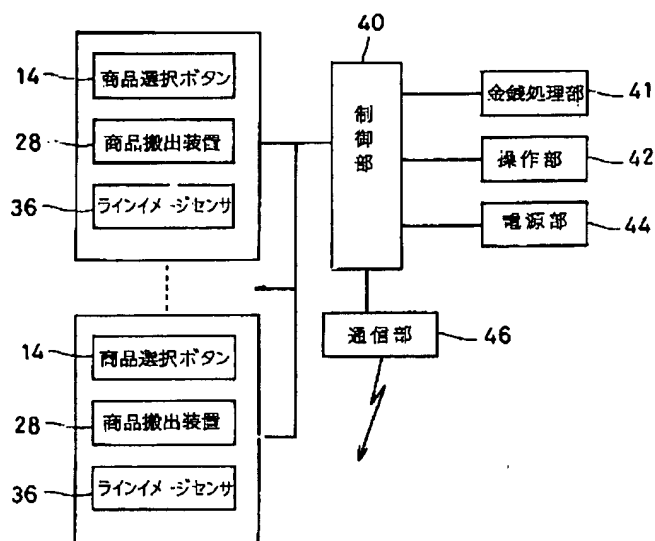 40
14
商品選択ボタン
28
商品搬出装置
36
ラインイメージセンサ
制御部
金銭処理部
41
操作部
42
電源部
44
通信部
46
14
商品選択ボタン
28
商品搬出装置
36
ラインイメージセンサ